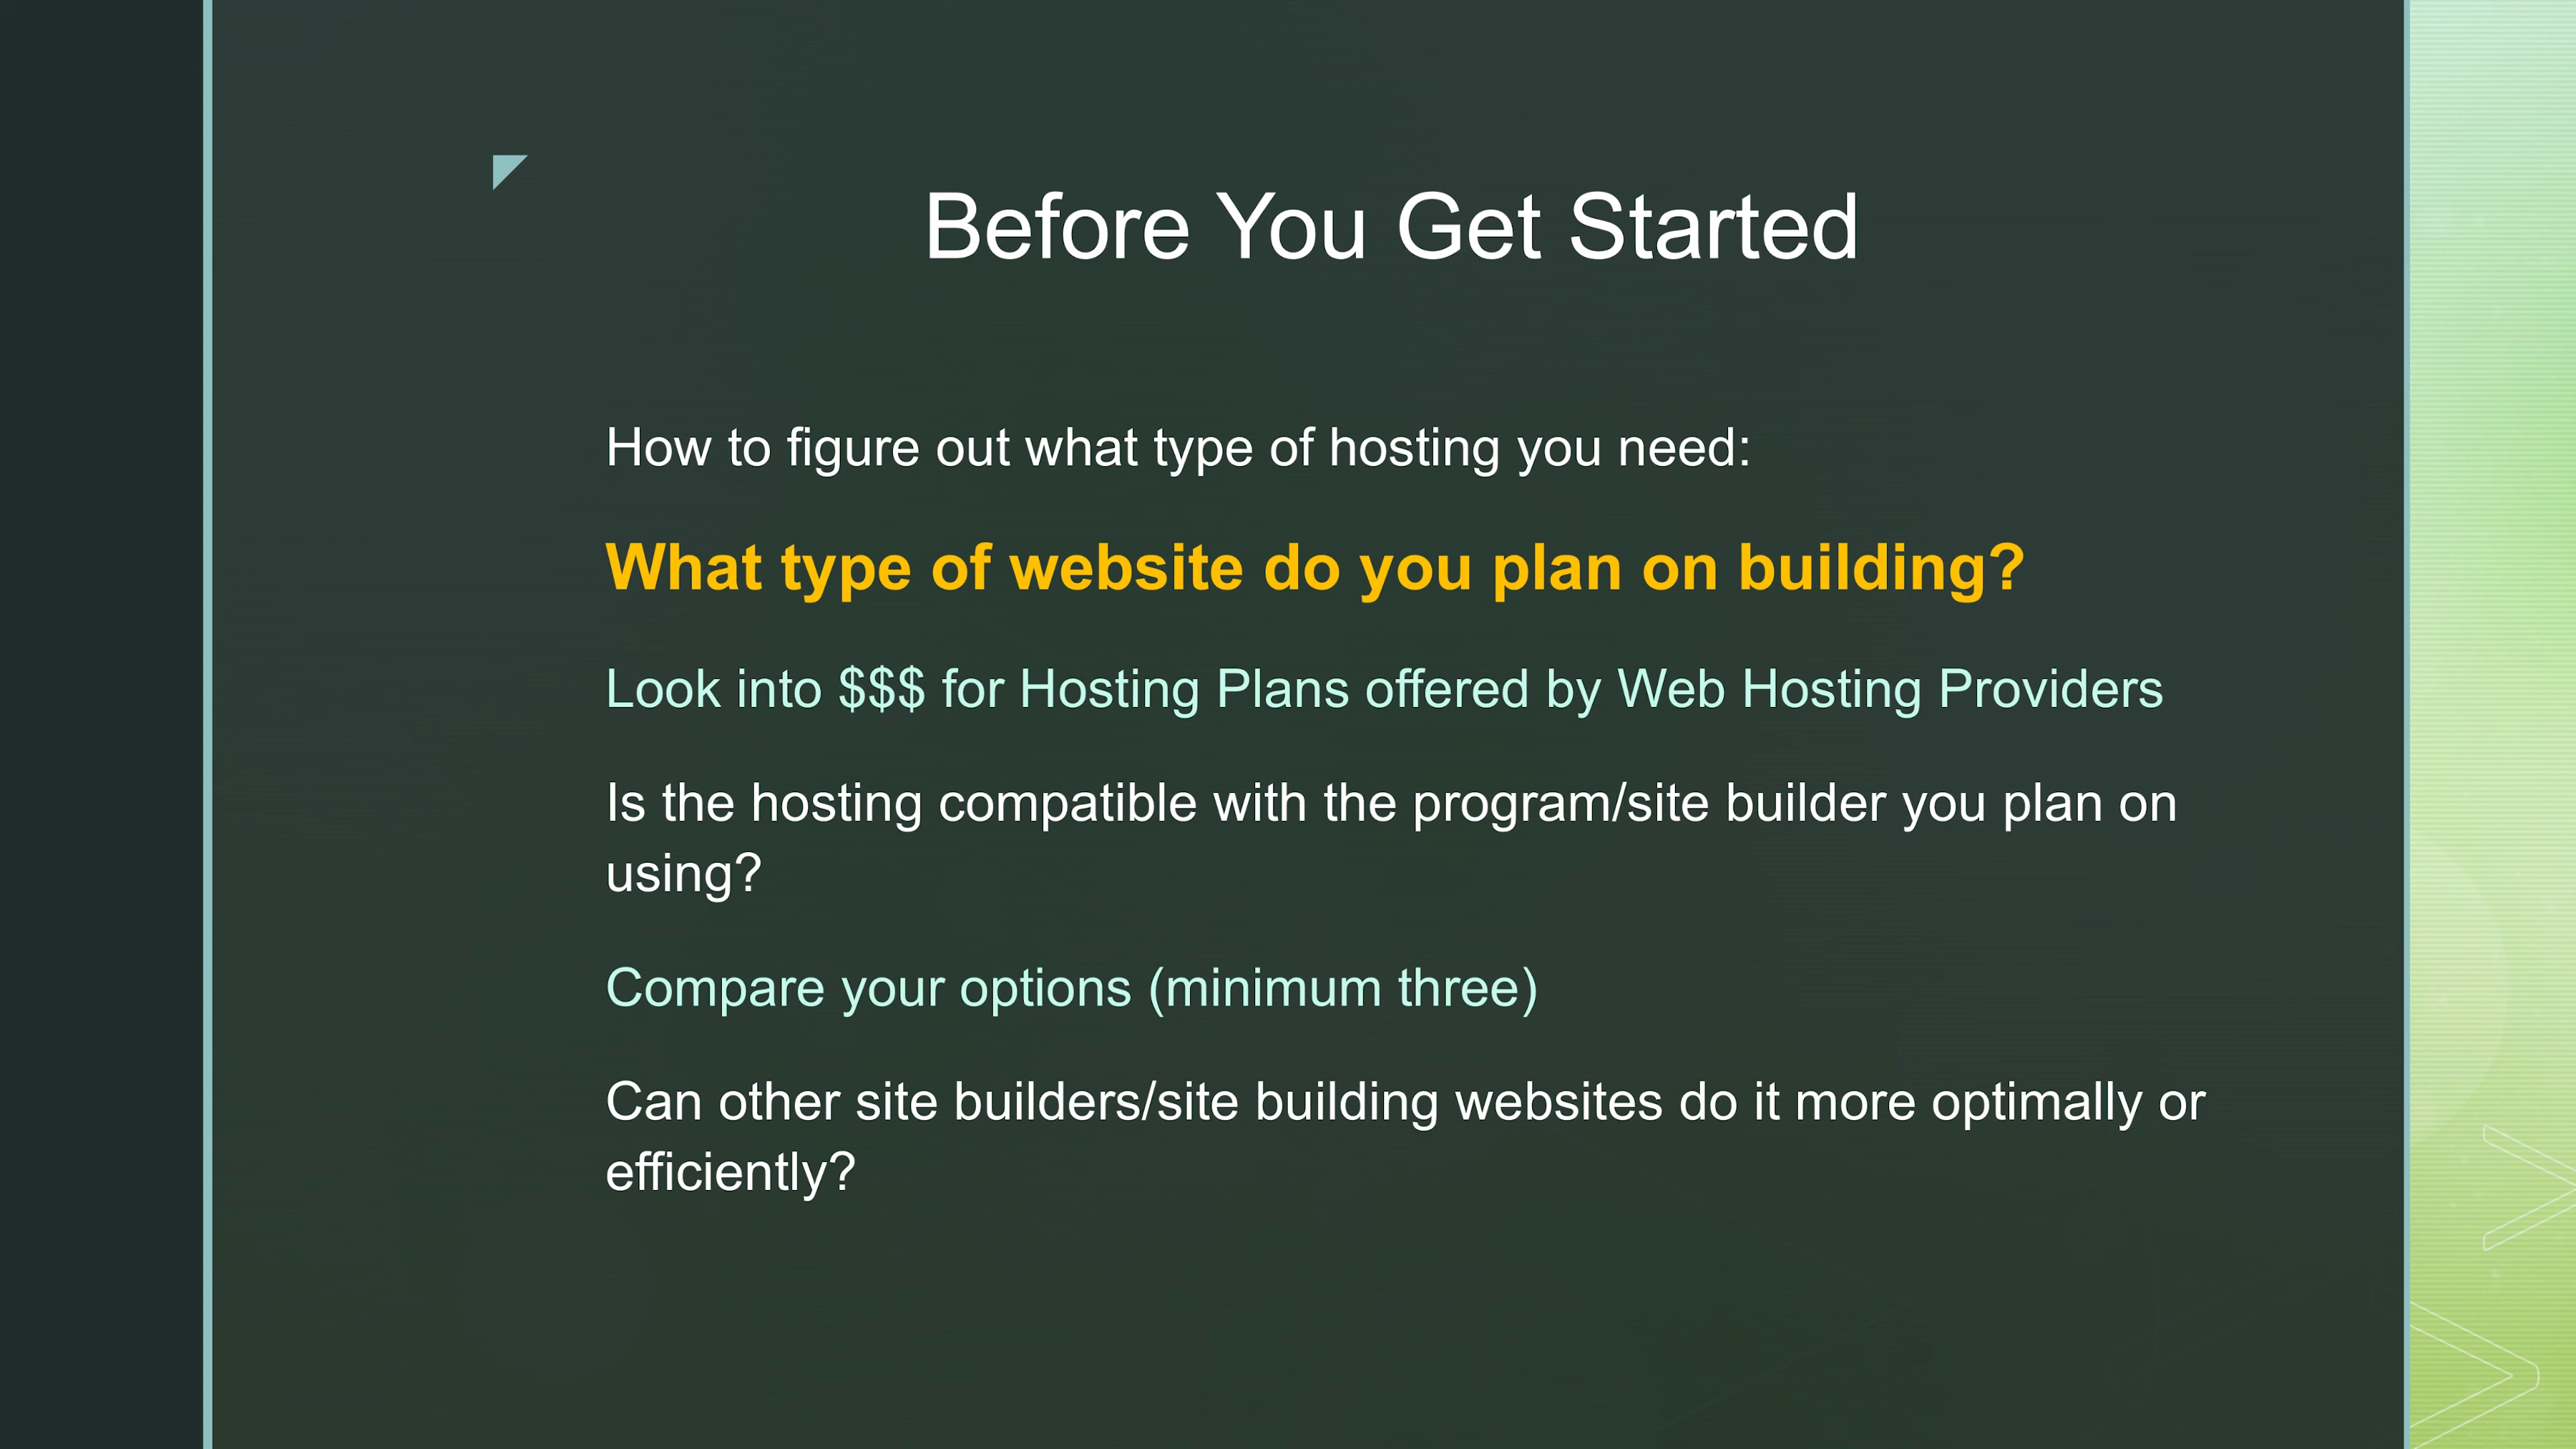 Before You Get Started
How to figure out what type of hosting you need:
What type of website do you plan on building?
Look into $$$ for Hosting Plans offered by Web Hosting Providers
Is the hosting compatible with the program/site builder you plan on
using?
Compare your options (minimum three)
Can other site builders/site building websites do it more optimally or
efficiently?